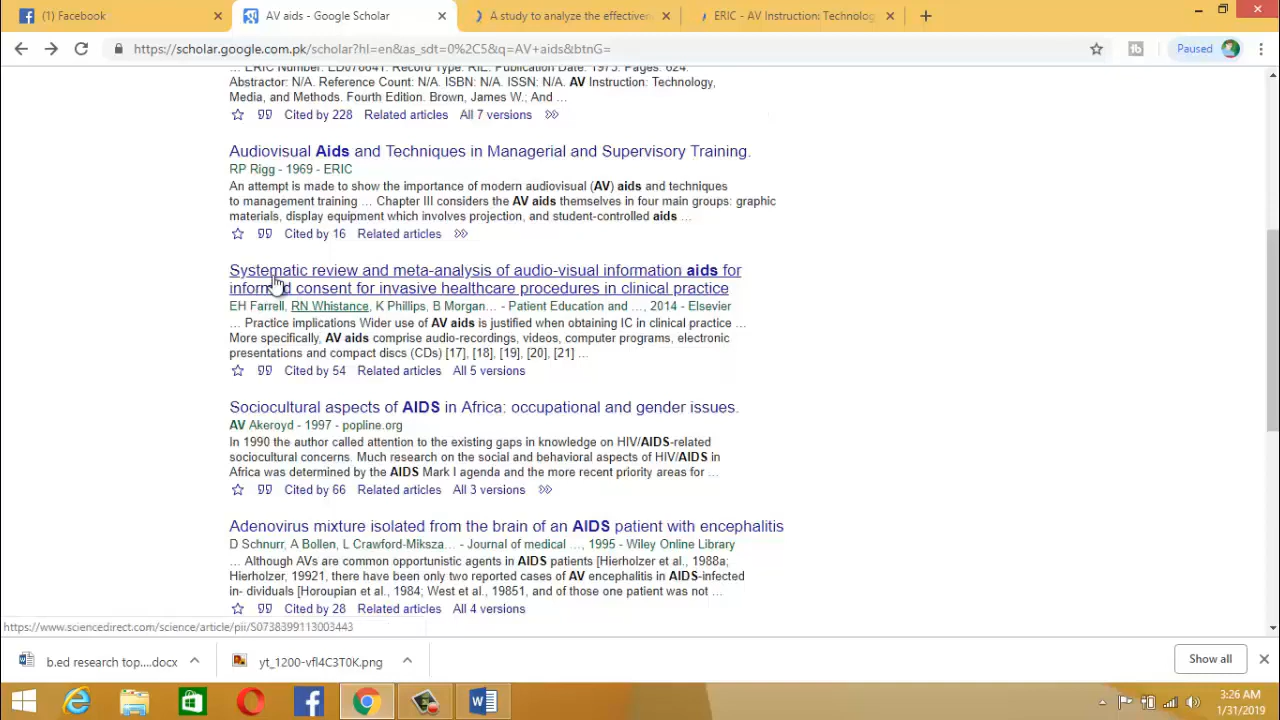 (1) Facebook
AV aids - Google Scholar
A study to analyze the effectiven
ERIC - AV Instruction: Technolog
https://scholar.google.com.pk/scholar?hl=en&as_sdt=0%2C5&q=AV+aids&btnG=
Paused
... ERIC Number: ED078641. Record Type: RIE. Publication Date: 1973. Pages: 624.
Abstractor: N/A. Reference Count: N/A. ISBN: N/A. ISSN: N/A. AV Instruction: Technology,
Media, and Methods. Fourth Edition. Brown, James W.; And ...
Cited by 228 Related articles All 7 versions
Audiovisual Aids and Techniques in Managerial and Supervisory Training.
RP Rigg - 1969 - ERIC
An attempt is made to show the importance of modern audiovisual (AV) aids and techniques
to management training ... Chapter III considers the AV aids themselves in four main groups: graphic
materials, display equipment which involves projection, and student-controlled aids ...
Cited by 16 Related articles
Systematic review and meta-analysis of audio-visual information aids for
informed consent for invasive healthcare procedures in clinical practice
EH Farrell, RN Whistance, K Phillips, B Morgan... - Patient Education and ..., 2014 - Elsevier
... Practice implications Wider use of AV aids is justified when obtaining IC in clinical practice ...
More specifically, AV aids comprise audio-recordings, videos, computer programs, electronic
presentations and compact discs (CDs) [17], [18], [19], [20], [21] ...
Cited by 54 Related articles All 5 versions
Sociocultural aspects of AIDS in Africa: occupational and gender issues.
AV Akeroyd - 1997 - popline.org
In 1990 the author called attention to the existing gaps in knowledge on HIV/AIDS-related
sociocultural concerns. Much research on the social and behavioral aspects of HIV/AIDS in
Africa was determined by the AIDS Mark I agenda and the more recent priority areas for ...
Cited by 66 Related articles All 3 versions
Adenovirus mixture isolated from the brain of an AIDS patient with encephalitis
D Schnurr, A Bollen, L Crawford-Miksza... - Journal of medical ..., 1995 - Wiley Online Library
... Although AVs are common opportunistic agents in AIDS patients [Hierholzer et al., 1988a;
Hierholzer, 19921, there have been only two reported cases of AV encephalitis in AIDS-infected
in- dividuals [Horoupian et al., 1984; West et al., 19851, and of those one patient was not ...
Cited by 28 Related articles All 4 versions
https://www.sciencedirect.com/science/article/pii/S0738399113003443
b.ed research top....docx
yt_1200-vfl4C3T0K.png
Show all
3:26 AM
1/31/2019